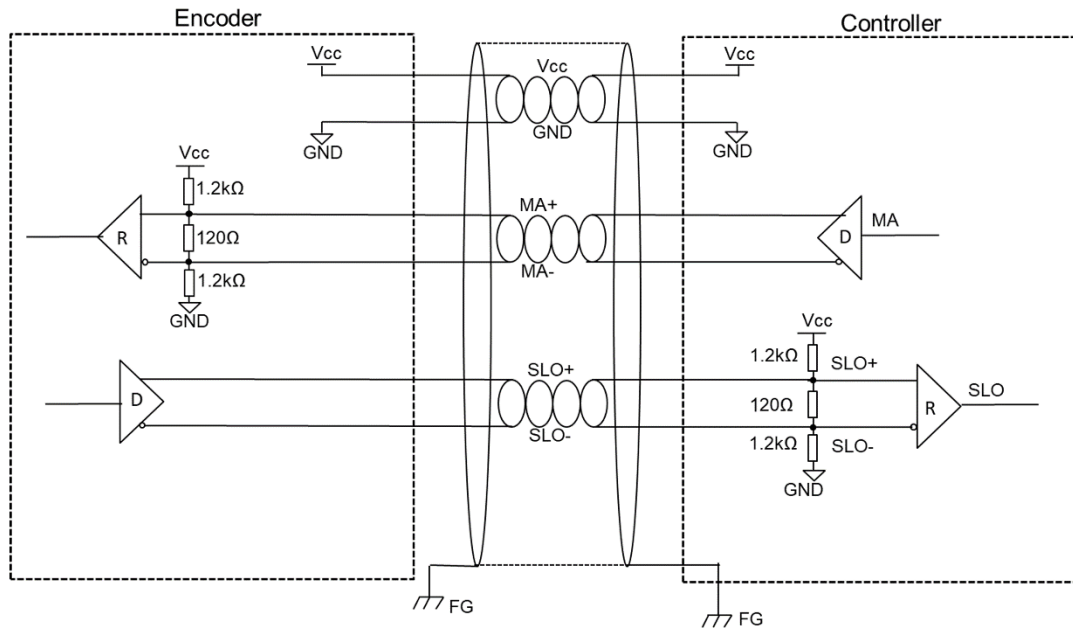 Encoder
Controller
Vcc
Vcc
Vcc
GND
GND
GND
Vcc
1.2kΩ
R
120Ω
1.2kΩ
GND
MA+
MA-
D
MA
D
SLO+
SLO-
Vcc
1.2kΩ
SLO+
120Ω
R
SLO
1.2kΩ
SLO-
GND
FG
FG